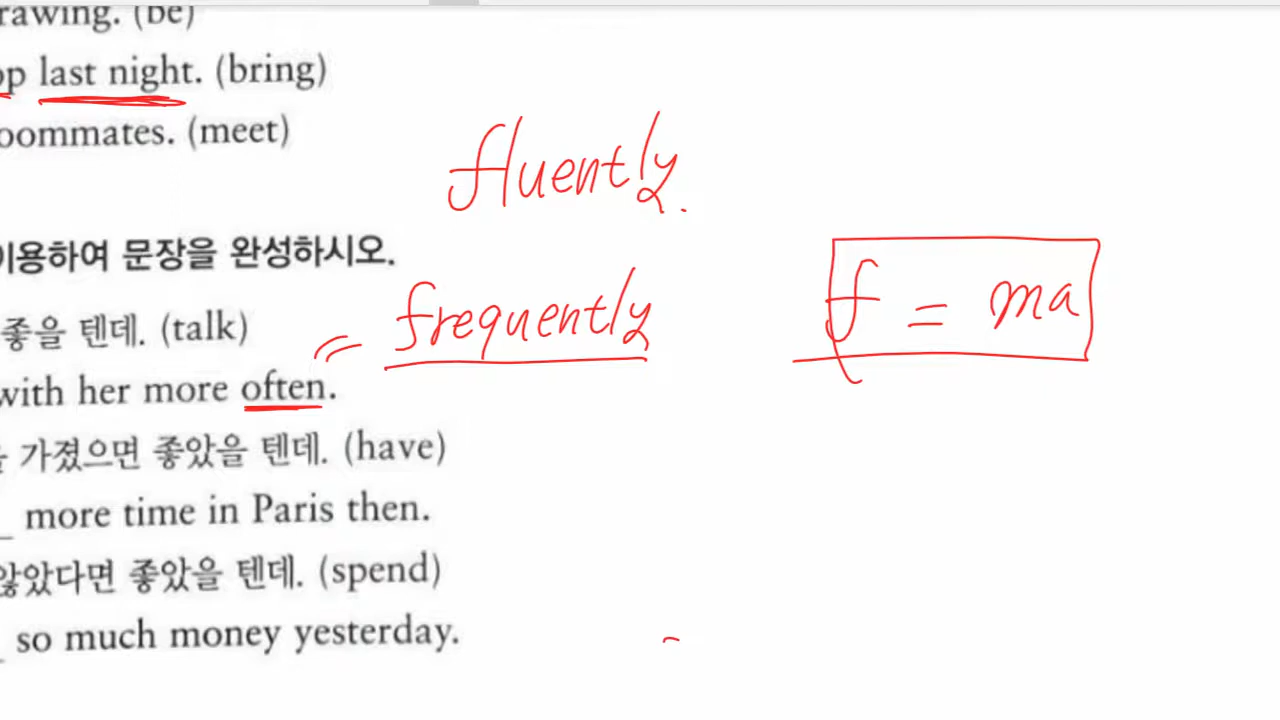 rawing. (be)
op last night. (bring)
oommates. (meet)
fluently.
이용하여 문장을 완성하시오.
좋을 텐데. (talk)
= frequently
f = ma
with her more often.
가졌으면 좋았을 텐데. (have)
_ more time in Paris then.
않았다면 좋았을 텐데. (spend)
_ so much money yesterday.